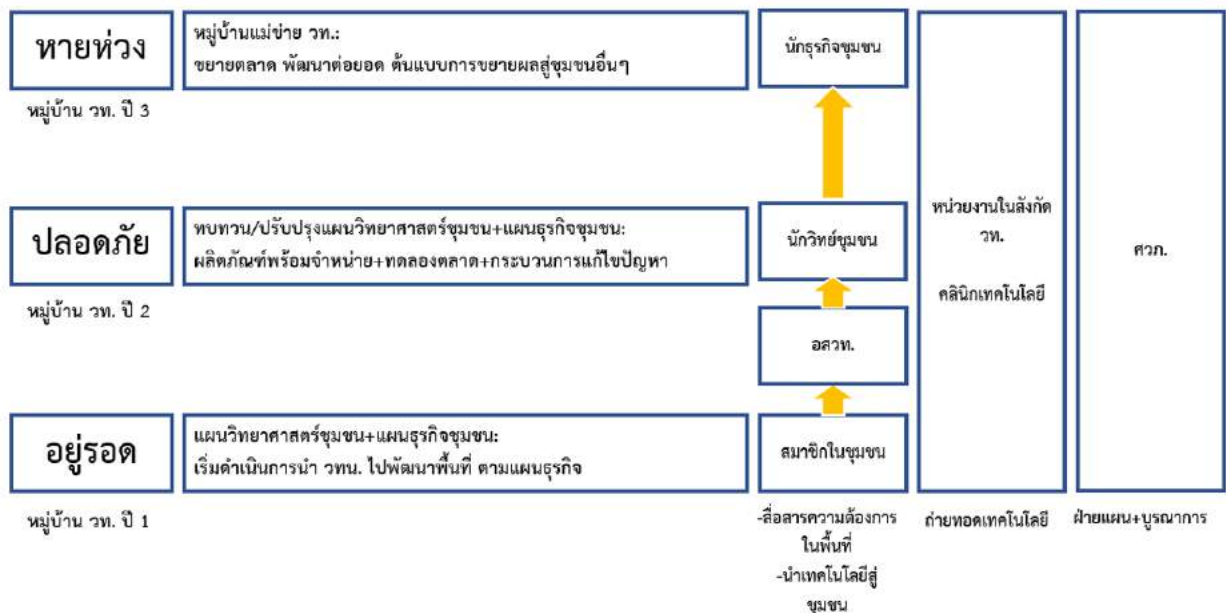 หายห่วง
หมู่บ้านแม่ข่าย วท.:
ขยายตลาด พัฒนาต่อยอด ต้นแบบการขยายผลสู่ชุมชนอื่นๆ
นักธุรกิจชุมชน
หมู่บ้าน วท. ปี 3
ปลอดภัย
ทบทวน/ปรับปรุงแผนวิทยาศาสตร์ชุมชน+แผนธุรกิจชุมชน:
ผลิตภัณฑ์พร้อมจำหน่าย+ทดลองตลาด+กระบวนการแก้ไขปัญหา
นักวิทย์ชุมชน
หมู่บ้าน วท. ปี 2
อสวท.
อยู่รอด
แผนวิทยาศาสตร์ชุมชน+แผนธุรกิจชุมชน:
เริ่มดำเนินการนำ วทน. ไปพัฒนาพื้นที่ ตามแผนธุรกิจ
สมาชิกในชุมชน
หมู่บ้าน วท. ปี 1
-สื่อสารความต้องการ
ในพื้นที่
-นำเทคโนโลยีสู่
ชุมชน
หน่วยงานในสังกัด
วท.
คลินิกเทคโนโลยี
ถ่ายทอดเทคโนโลยี
ศวภ.
ฝ่ายแผน+บูรณาการ